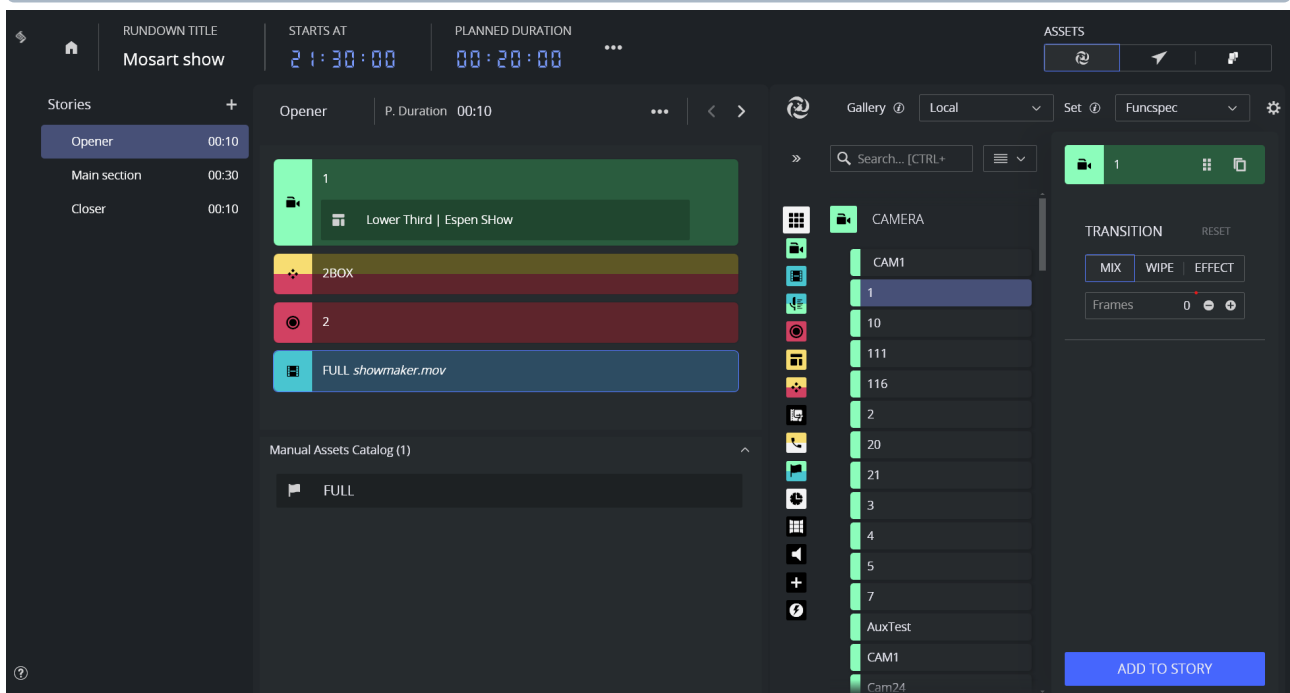 RUNDOWN TITLE
Mosart show
STARTS AT
21:30:00
PLANNED DURATION
00:20:00
ASSETS
Stories
Opener 00:10
Main section 00:30
Closer 00:10
Opener P. Duration 00:10
1
Lower Third | Espen SHow
2BOX
2
FULL showmaker.mov
Manual Assets Catalog (1)
FULL
Gallery Local Set Funcspec
Search... [CTRL+
CAMERA
CAM1
1
10
111
116
2
20
21
3
4
5
7
AuxTest
CAM1
Cam24
1
TRANSITION RESET
MIX WIPE EFFECT
Frames 0
ADD TO STORY